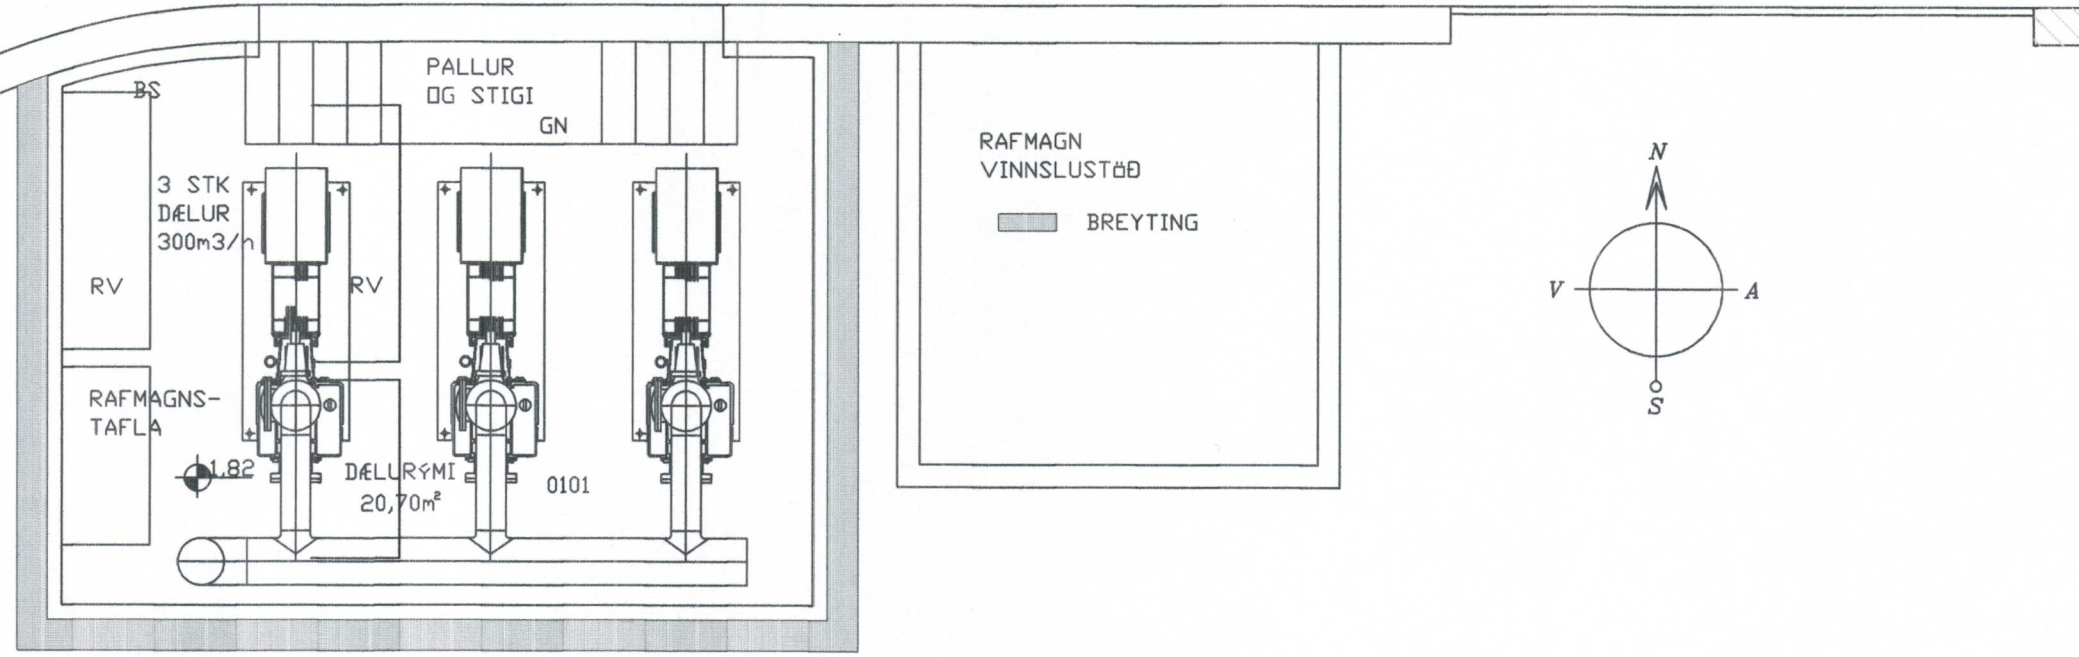 PALLUR
OG STIGI
GN
BS
3 STK
DÆLUR
300m3/h
RV
RV
RAFMAGNS-
TAFLA
1,82
DÆLURÝMI
20,70m²
0101
RAFMAGN
VINNSLUSTÖÐ
BREYTING
N
V
A
S